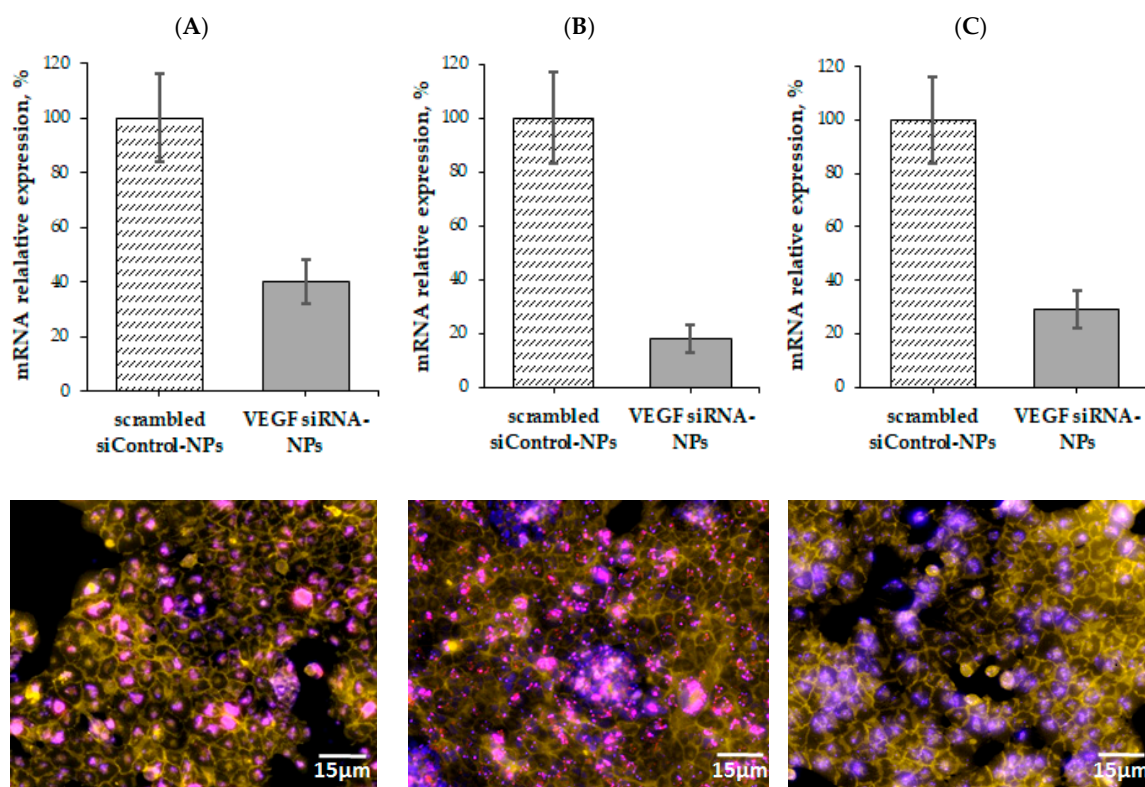 (A)
(B)
(C)
mRNA relalative expression, %
120
100
80
60
40
20
0
scrambled
siControl-NPs
VEGF siRNA-
NPs
mRNA relative expression, %
120
100
80
60
40
20
0
scrambled
siControl-NPs
VEGF siRNA-
NPs
mRNA relative expression, %
120
100
80
60
40
20
0
scrambled
siControl-NPs
VEGF siRNA-
NPs
15µm
15µm
15µm